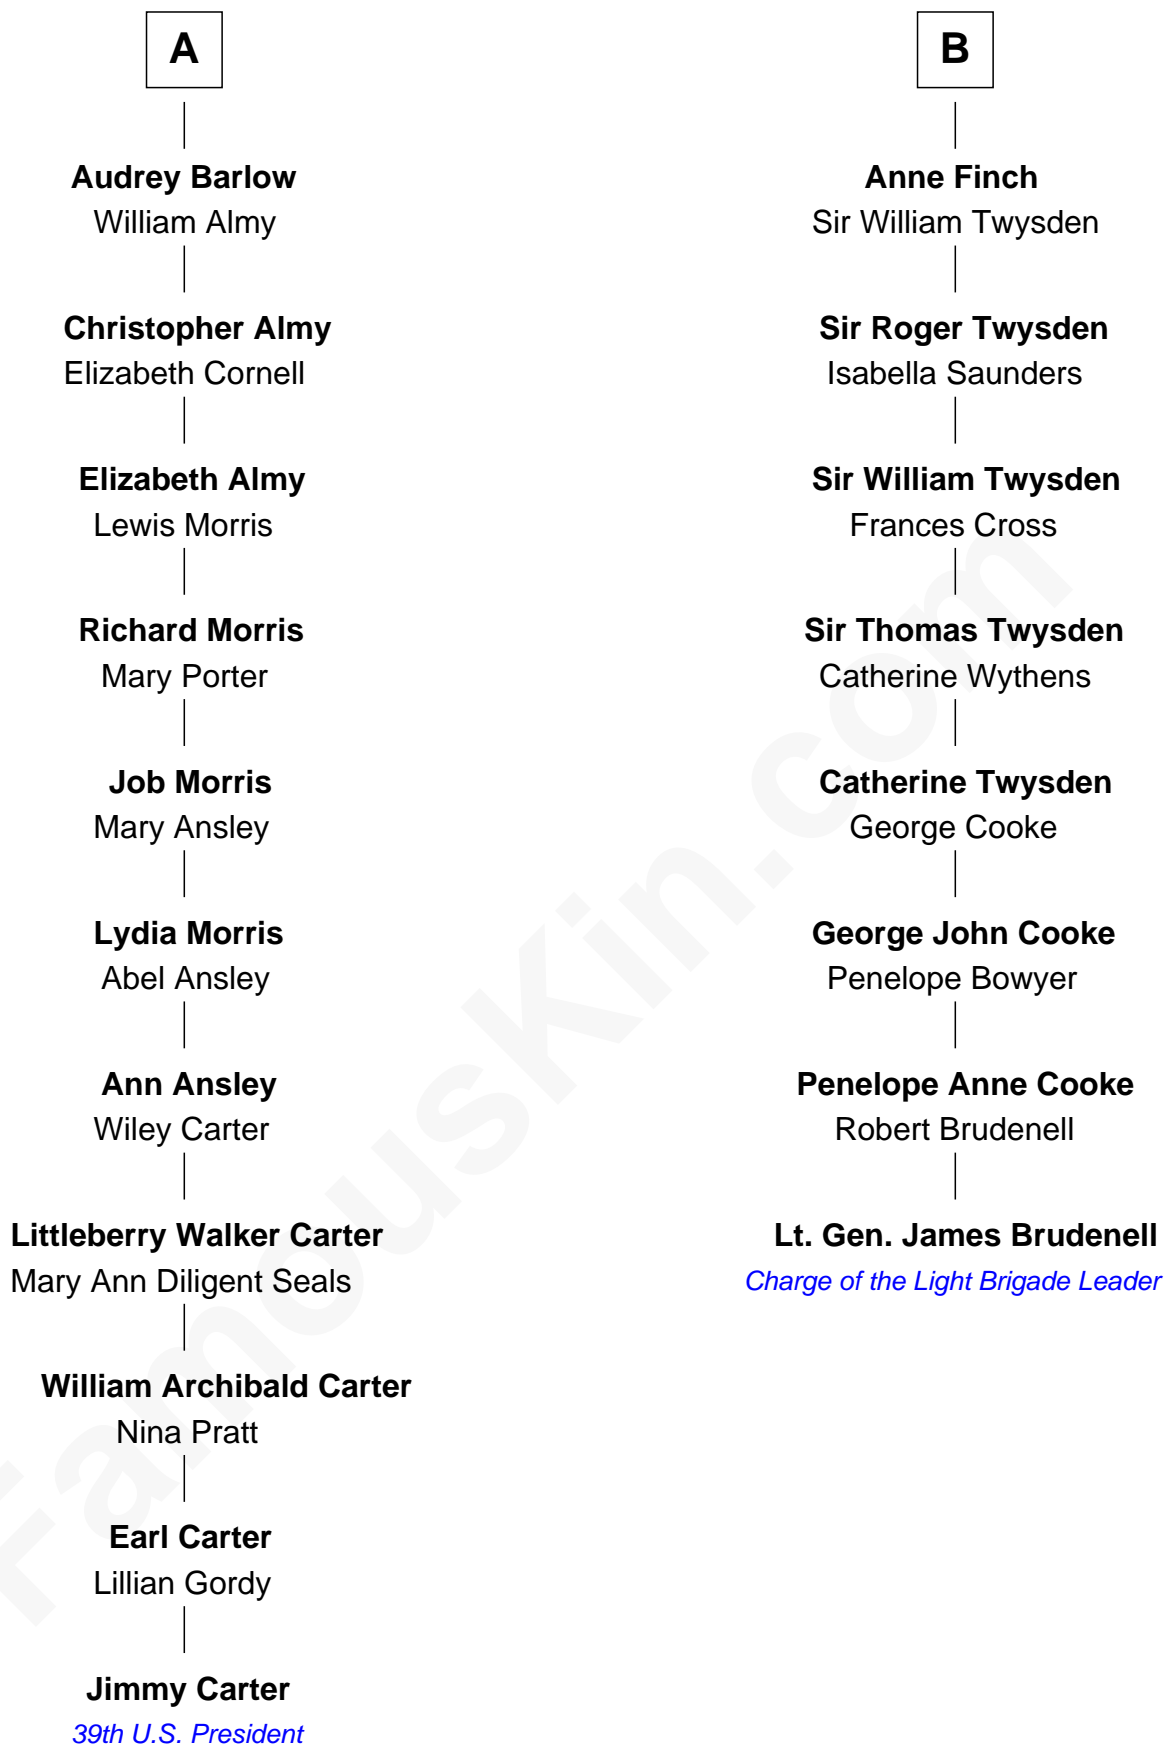 A
Audrey Barlow
William Almy
Christopher Almy
Elizabeth Cornell
Elizabeth Almy
Lewis Morris
Richard Morris
Mary Porter
Job Morris
Mary Ansley
Lydia Morris
Abel Ansley
Ann Ansley
Wiley Carter
Littleberry Walker Carter
Mary Ann Diligent Seals
William Archibald Carter
Nina Pratt
Earl Carter
Lillian Gordy
Jimmy Carter
39th U.S. President
B
Anne Finch
Sir William Twysden
Sir Roger Twysden
Isabella Saunders
Sir William Twysden
Frances Cross
Sir Thomas Twysden
Catherine Wythens
Catherine Twysden
George Cooke
George John Cooke
Penelope Bowyer
Penelope Anne Cooke
Robert Brudenell
Lt. Gen. James Brudenell
Charge of the Light Brigade Leader
FamousKin.com